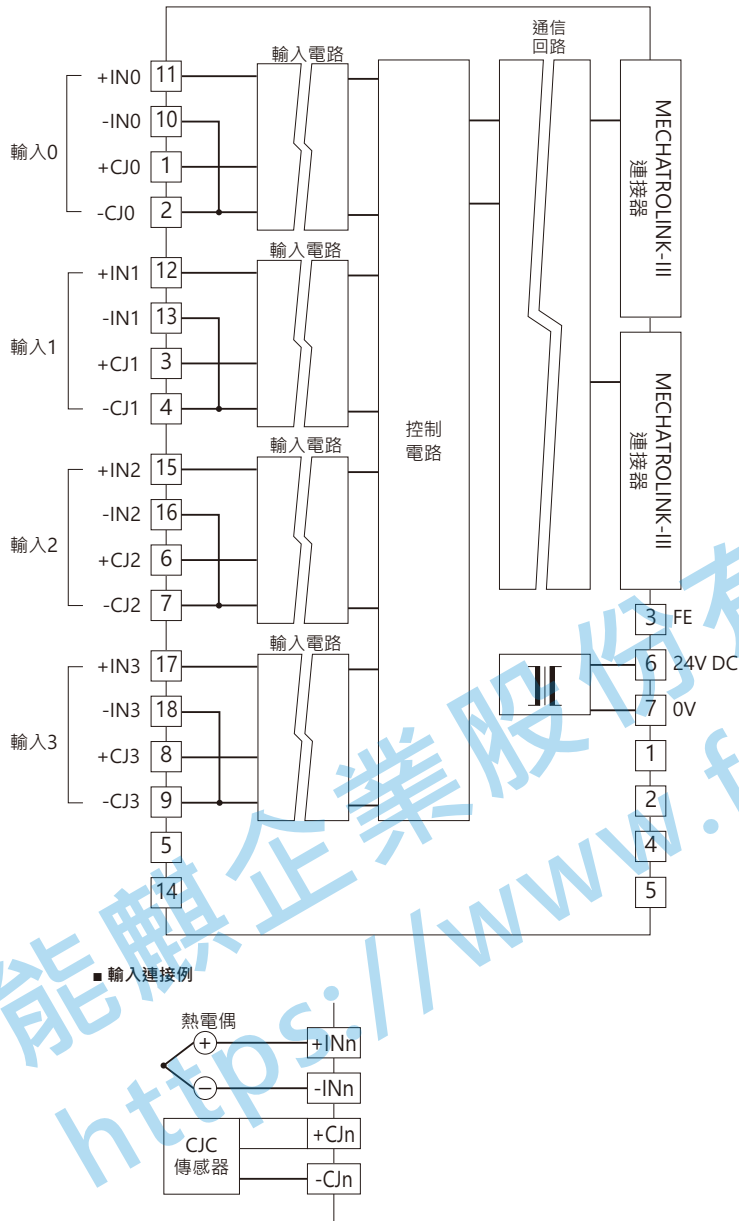 通信
回路
輸入電路
輸入0
+IN0 11
-IN0 10
+CJ0 1
-CJ0 2
輸入電路
輸入1
+IN1 12
-IN1 13
+CJ1 3
-CJ1 4
輸入電路
輸入2
+IN2 15
-IN2 16
+CJ2 6
-CJ2 7
輸入電路
輸入3
+IN3 17
-IN3 18
+CJ3 8
-CJ3 9
5
14
控制
電路
MECHATROLINK-III
連接器
MECHATROLINK-III
連接器
3 FE
6 24V DC
7 0V
1
2
4
5
■ 輸入連接例
熱電偶
+ +INn
− -INn
CJC
傳感器
+CJn
-CJn
能麒企業股份有
https://www.f